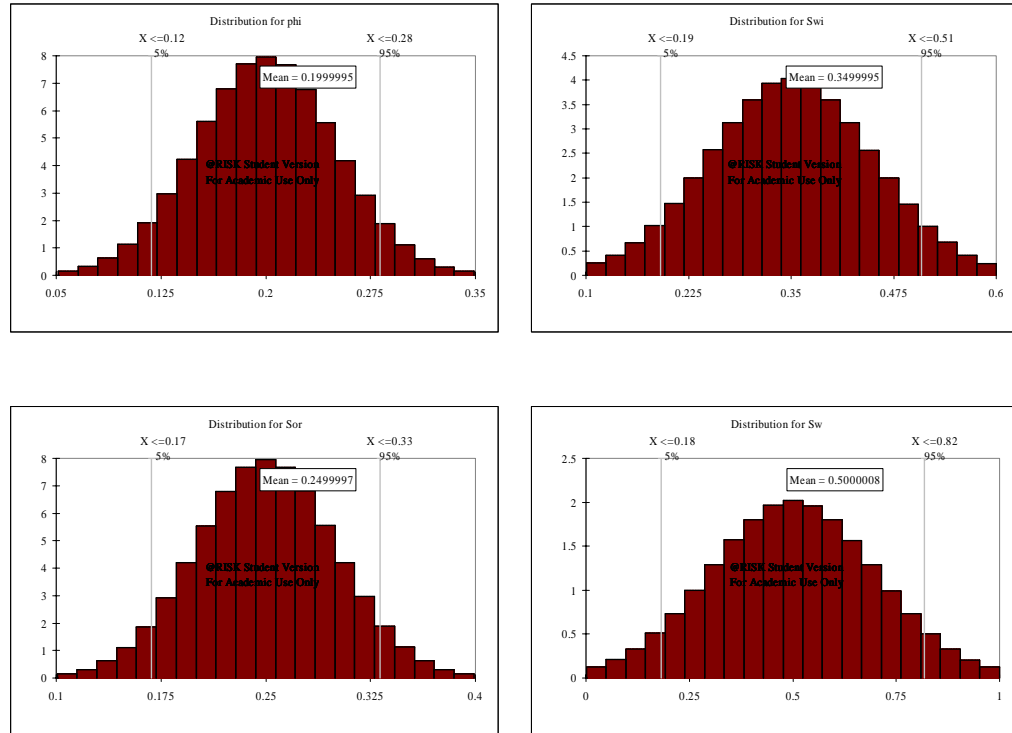 Distribution for phi
X <=0.12 X <=0.28
5% 95%
8
7
6
5
4
3
2
1
0
Mean = 0.1999995
@RISK Student Version
For Academic Use Only
0.05 0.125 0.2 0.275 0.35
Distribution for Swi
X <=0.19 X <=0.51
5% 95%
4.5
4
3.5
3
2.5
2
1.5
1
0.5
0
Mean = 0.3499995
@RISK Student Version
For Academic Use Only
0.1 0.225 0.35 0.475 0.6
Distribution for Sor
X <=0.17 X <=0.33
5% 95%
8
7
6
5
4
3
2
1
0
Mean = 0.2499997
@RISK Student Version
For Academic Use Only
0.1 0.175 0.25 0.325 0.4
Distribution for Sw
X <=0.18 X <=0.82
5% 95%
2.5
2
1.5
1
0.5
0
Mean = 0.5000008
@RISK Student Version
For Academic Use Only
0 0.25 0.5 0.75 1